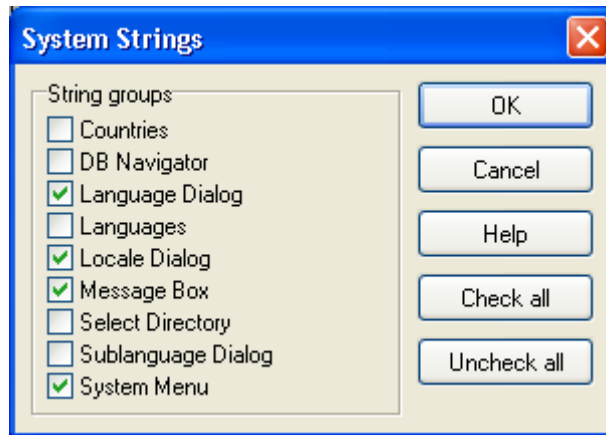 System Strings
String groups
Countries
DB Navigator
Language Dialog
Languages
Locale Dialog
Message Box
Select Directory
Sublanguage Dialog
System Menu
OK
Cancel
Help
Check all
Uncheck all